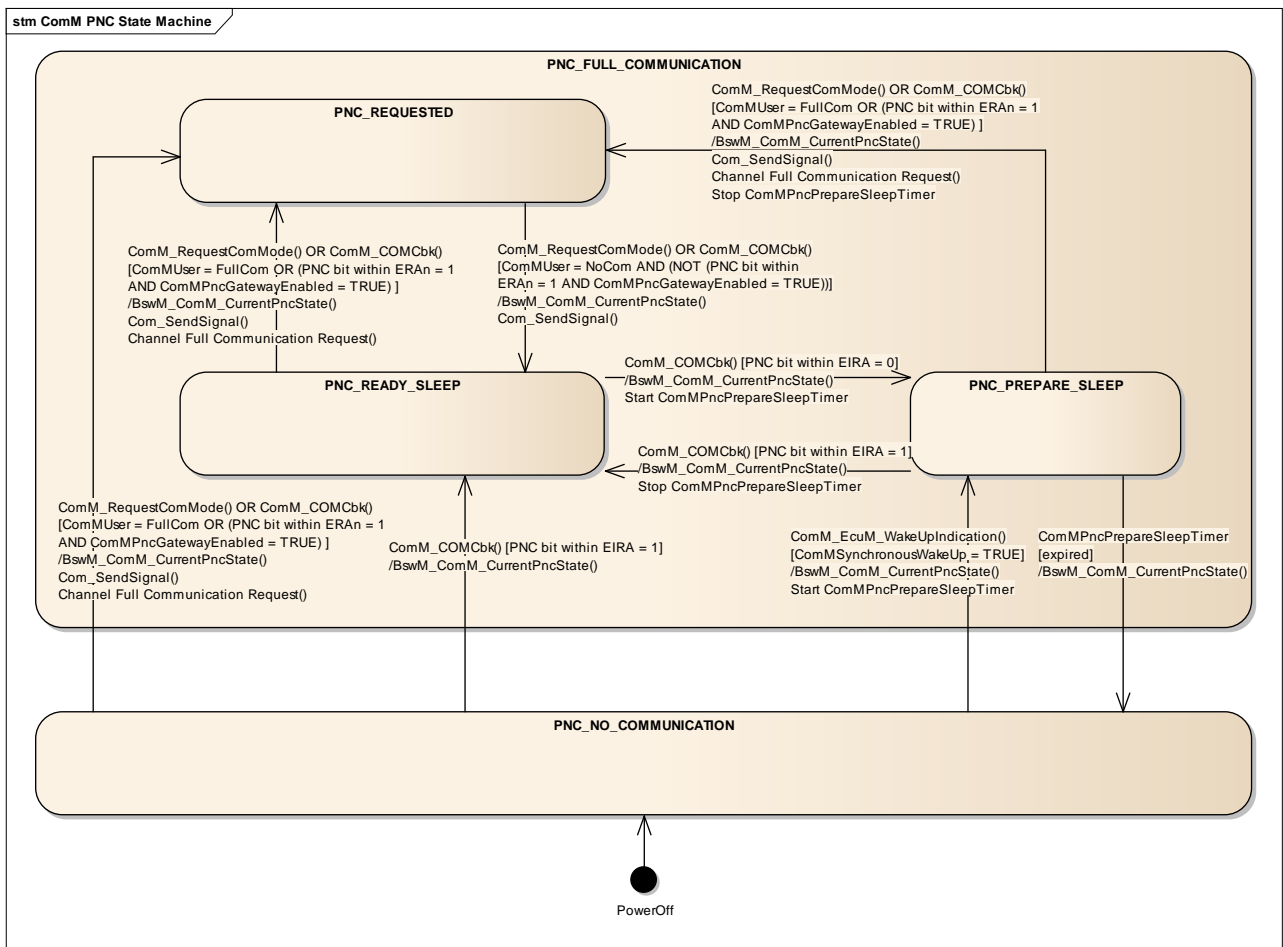 stm ComM PNC State Machine
PNC_FULL_COMMUNICATION
PNC_REQUESTED
ComM_RequestComMode() OR ComM_COMCbk()
[ComMUser = FullCom OR (PNC bit within ERAn = 1
AND ComMPncGatewayEnabled = TRUE) ]
/BswM_ComM_CurrentPncState()
Com_SendSignal()
Channel Full Communication Request()
Stop ComMPncPrepareSleepTimer
ComM_RequestComMode() OR ComM_COMCbk()
[ComMUser = FullCom OR (PNC bit within ERAn = 1
AND ComMPncGatewayEnabled = TRUE) ]
/BswM_ComM_CurrentPncState()
Com_SendSignal()
Channel Full Communication Request()
ComM_RequestComMode() OR ComM_COMCbk()
[ComMUser = NoCom AND (NOT (PNC bit within
ERAn = 1 AND ComMPncGatewayEnabled = TRUE))]
/BswM_ComM_CurrentPncState()
Com_SendSignal()
PNC_READY_SLEEP
ComM_COMCbk() [PNC bit within EIRA = 0]
/BswM_ComM_CurrentPncState()
Start ComMPncPrepareSleepTimer
PNC_PREPARE_SLEEP
ComM_COMCbk() [PNC bit within EIRA = 1]
/BswM_ComM_CurrentPncState()
Stop ComMPncPrepareSleepTimer
ComM_RequestComMode() OR ComM_COMCbk()
[ComMUser = FullCom OR (PNC bit within ERAn = 1
AND ComMPncGatewayEnabled = TRUE) ]
/BswM_ComM_CurrentPncState()
Com_SendSignal()
Channel Full Communication Request()
ComM_COMCbk() [PNC bit within EIRA = 1]
/BswM_ComM_CurrentPncState()
ComM_EcuM_WakeUpIndication()
[ComMSynchronousWakeUp = TRUE]
/BswM_ComM_CurrentPncState()
Start ComMPncPrepareSleepTimer
ComMPncPrepareSleepTimer
[expired]
/BswM_ComM_CurrentPncState()
PNC_NO_COMMUNICATION
PowerOff